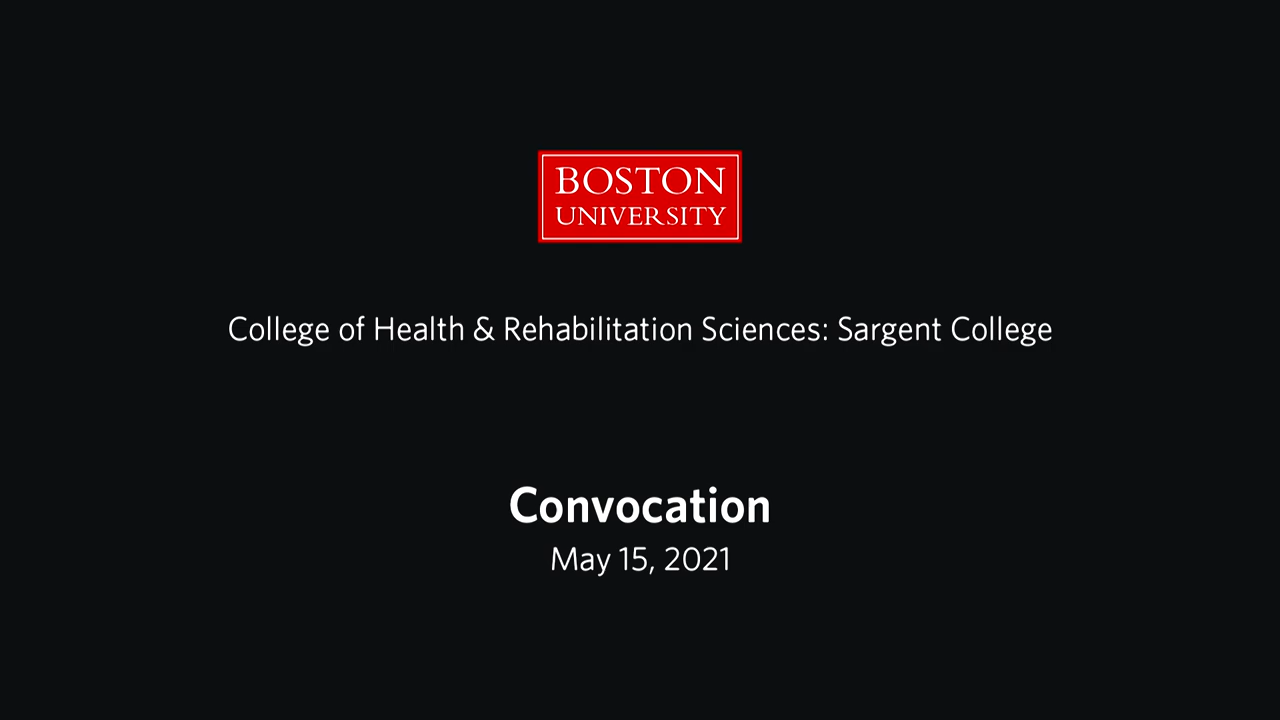 BOSTON
UNIVERSITY
College of Health & Rehabilitation Sciences: Sargent College
Convocation
May 15, 2021